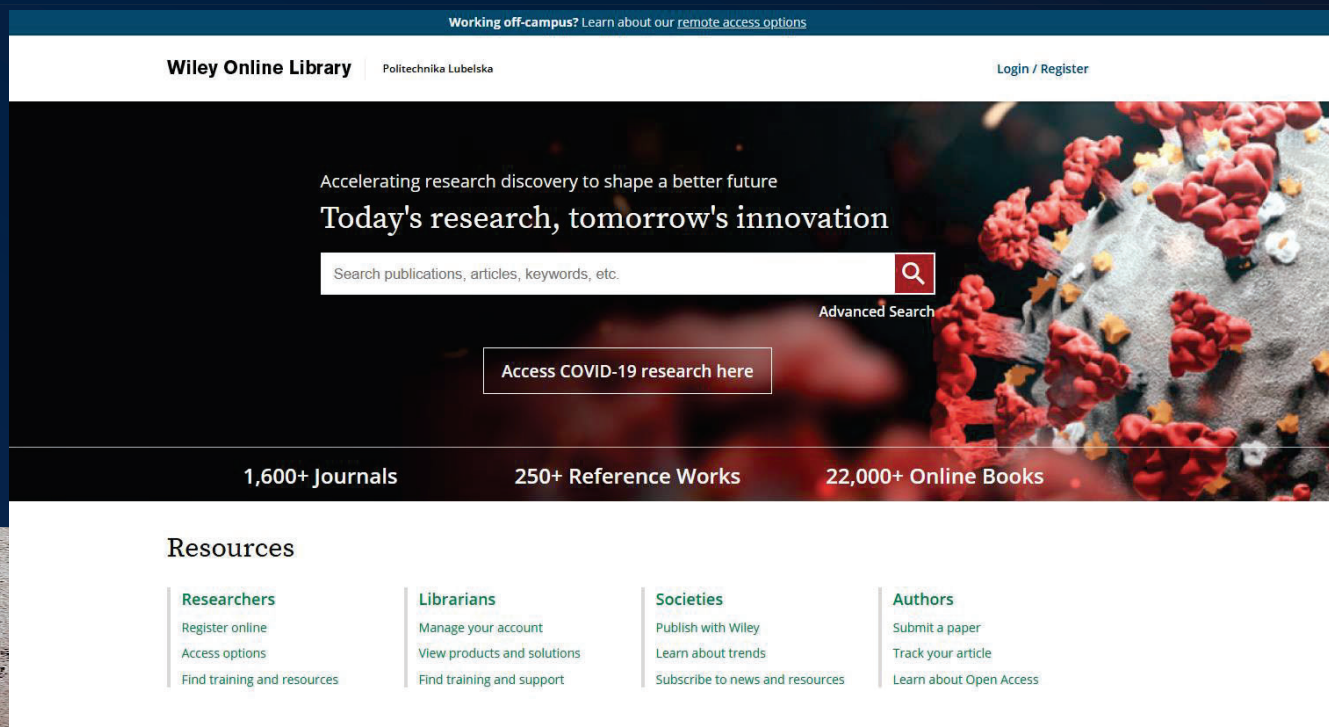 Working off-campus? Learn about our remote access options
Wiley Online Library
Politechnika Lubelska
Login / Register
Accelerating research discovery to shape a better future
Today's research, tomorrow's innovation
Search publications, articles, keywords, etc.
Advanced Search
Access COVID-19 research here
1,600+ Journals
250+ Reference Works
22,000+ Online Books
Resources
Researchers
Register online
Access options
Find training and resources
Librarians
Manage your account
View products and solutions
Find training and support
Societies
Publish with Wiley
Learn about trends
Subscribe to news and resources
Authors
Submit a paper
Track your article
Learn about Open Access